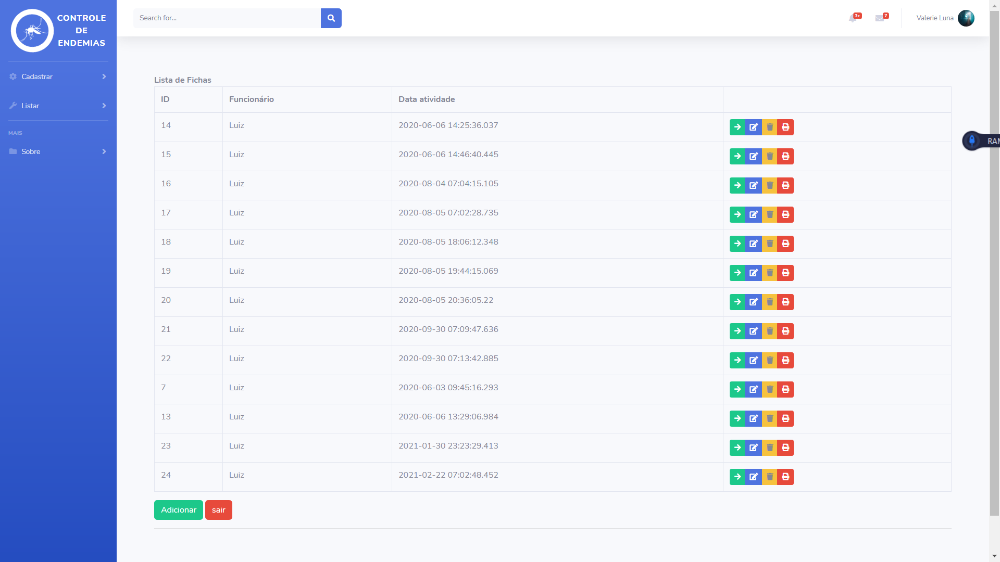 CONTROLE
DE
ENDEMIAS
Cadastrar
Listar
MAIS
Sobre
Search for...
3+
7
Valerie Luna
Lista de Fichas
ID Funcionário Data atividade
14 Luiz 2020-06-06 14:25:36.037
15 Luiz 2020-06-06 14:46:40.445
16 Luiz 2020-08-04 07:04:15.105
17 Luiz 2020-08-05 07:02:28.735
18 Luiz 2020-08-05 18:06:12.348
19 Luiz 2020-08-05 19:44:15.069
20 Luiz 2020-08-05 20:36:05.22
21 Luiz 2020-09-30 07:09:47.636
22 Luiz 2020-09-30 07:13:42.885
7 Luiz 2020-06-03 09:45:16.293
13 Luiz 2020-06-06 13:29:06.984
23 Luiz 2021-01-30 23:23:29.413
24 Luiz 2021-02-22 07:02:48.452
Adicionar sair